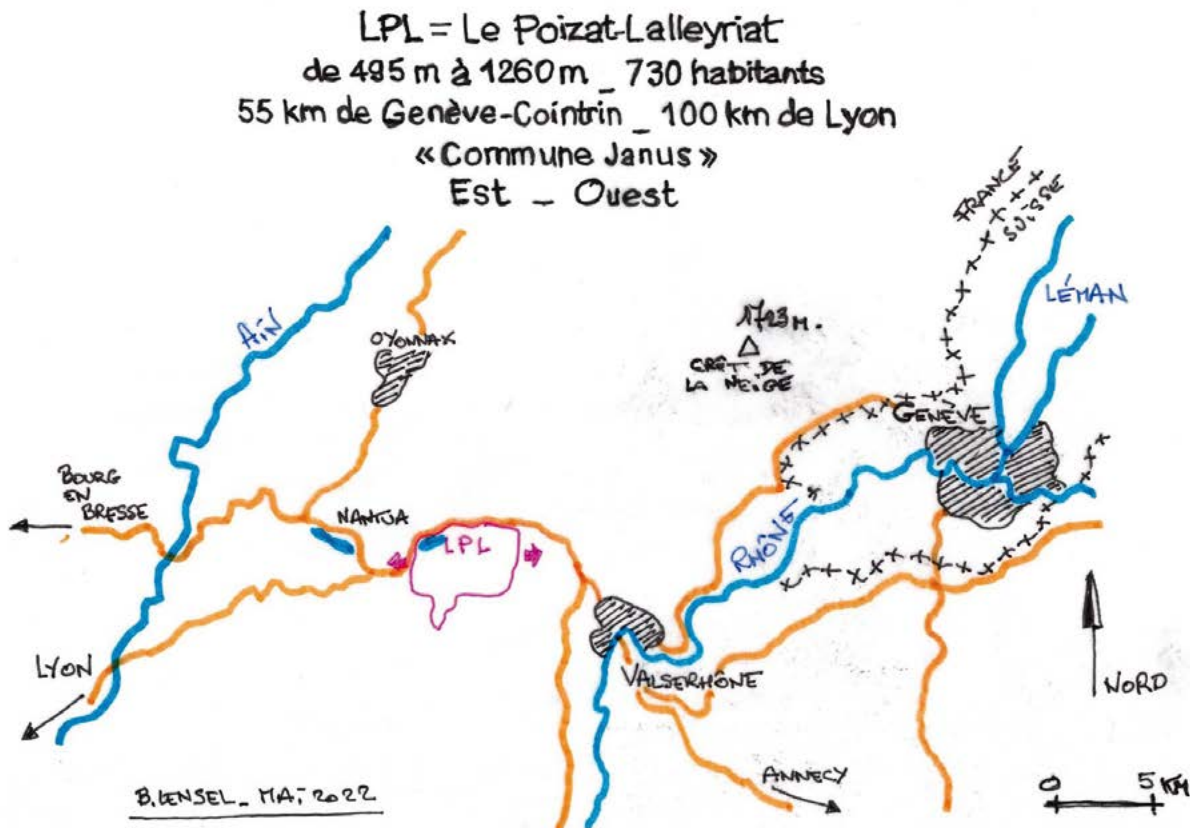 LPL = Le Poizat-Lalleyriat
de 495 m à 1260 m _ 730 habitants
55 km de Genève-Cointrin _ 100 km de Lyon
«Commune Janus»
Est _ Ouest
FRANCE
SUISSE
LÉMAN
AIN
OYONNAX
1723 M.
CRÊT DE
LA NEIGE
GENÈVE
BOURG
EN
BRESSE
NANTUA
LPL
RHÔNE
LYON
VALSERHÔNE
NORD
ANNECY
B.LENSEL_ MAI 2022
0 5 KM